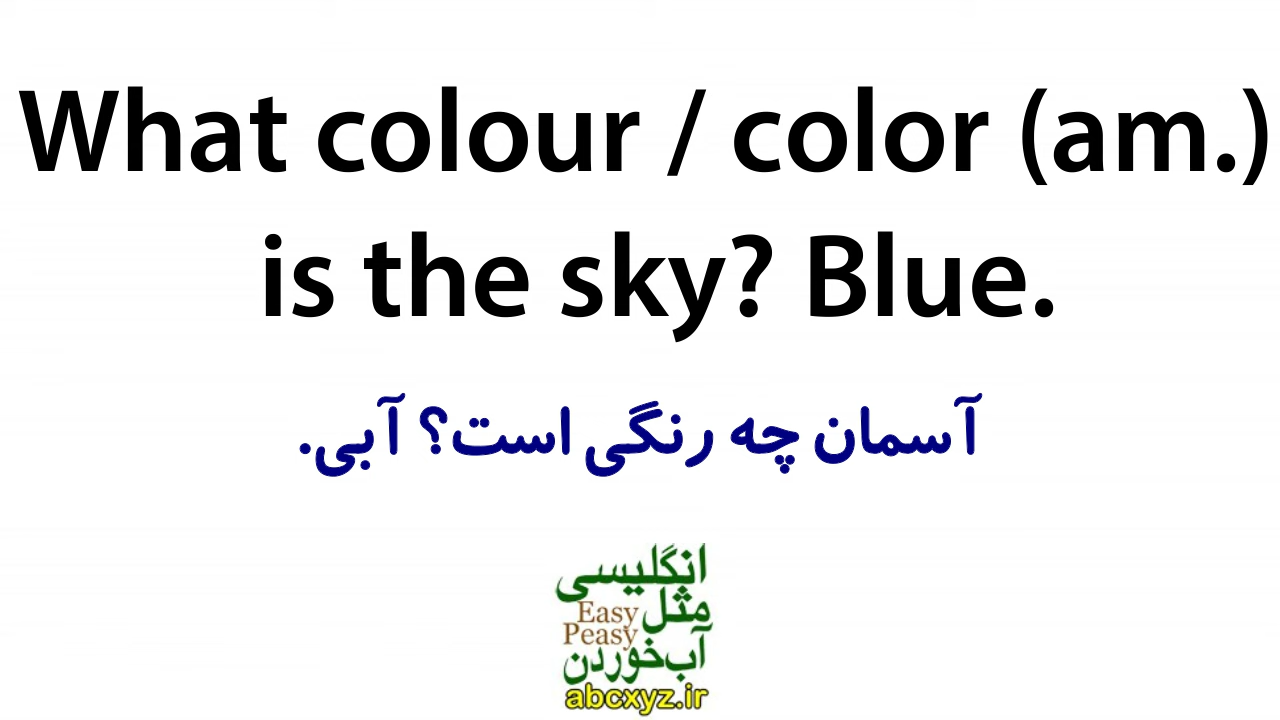 What colour / color (am.)
is the sky? Blue.
آسمان چه رنگی است؟ آبی.
انگلیسی
مثل
Easy
Peasy
آب‌خوردن
abcxyz.ir